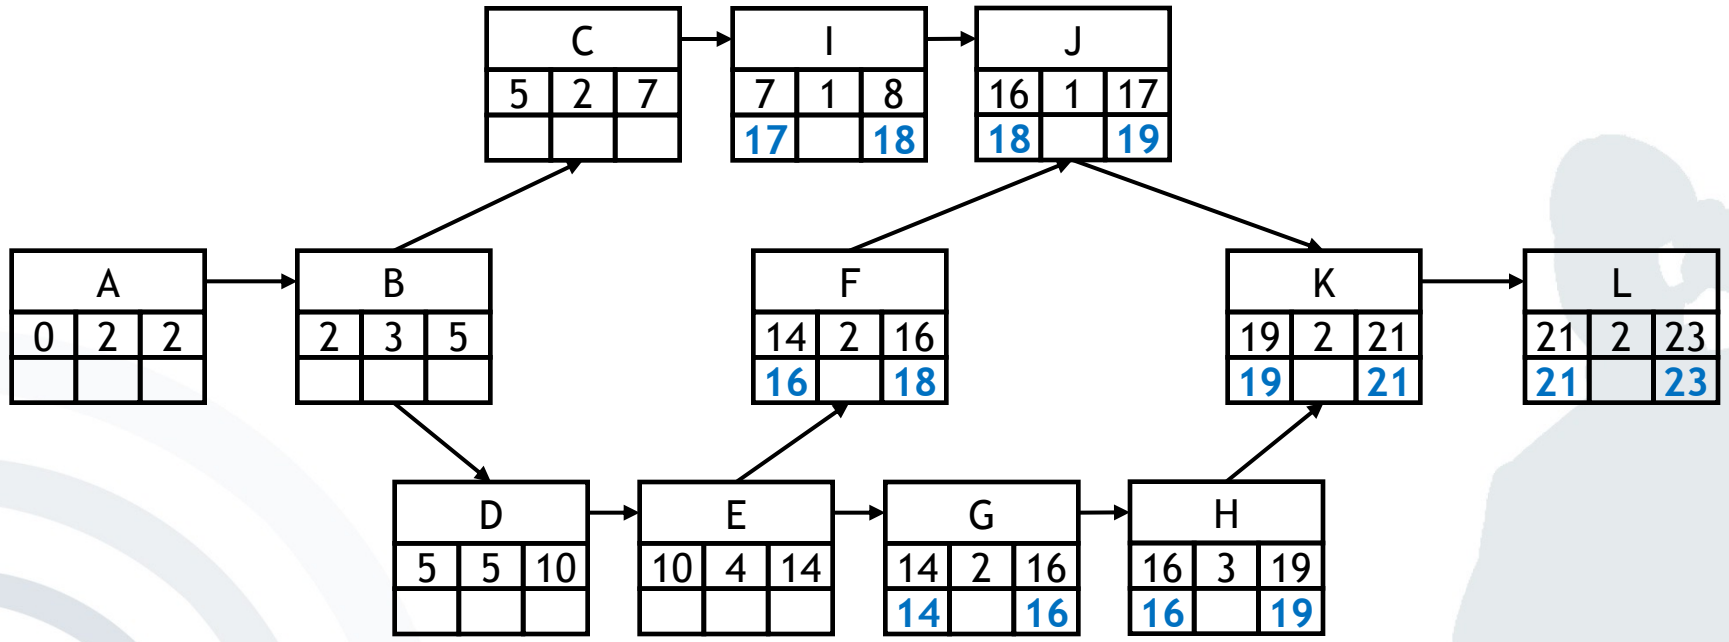 C
5 2 7
I
7 1 8
17 18
J
16 1 17
18 19
A
0 2 2
B
2 3 5
F
14 2 16
16 18
K
19 2 21
19 21
L
21 2 23
21 23
D
5 5 10
E
10 4 14
G
14 2 16
14 16
H
16 3 19
16 19